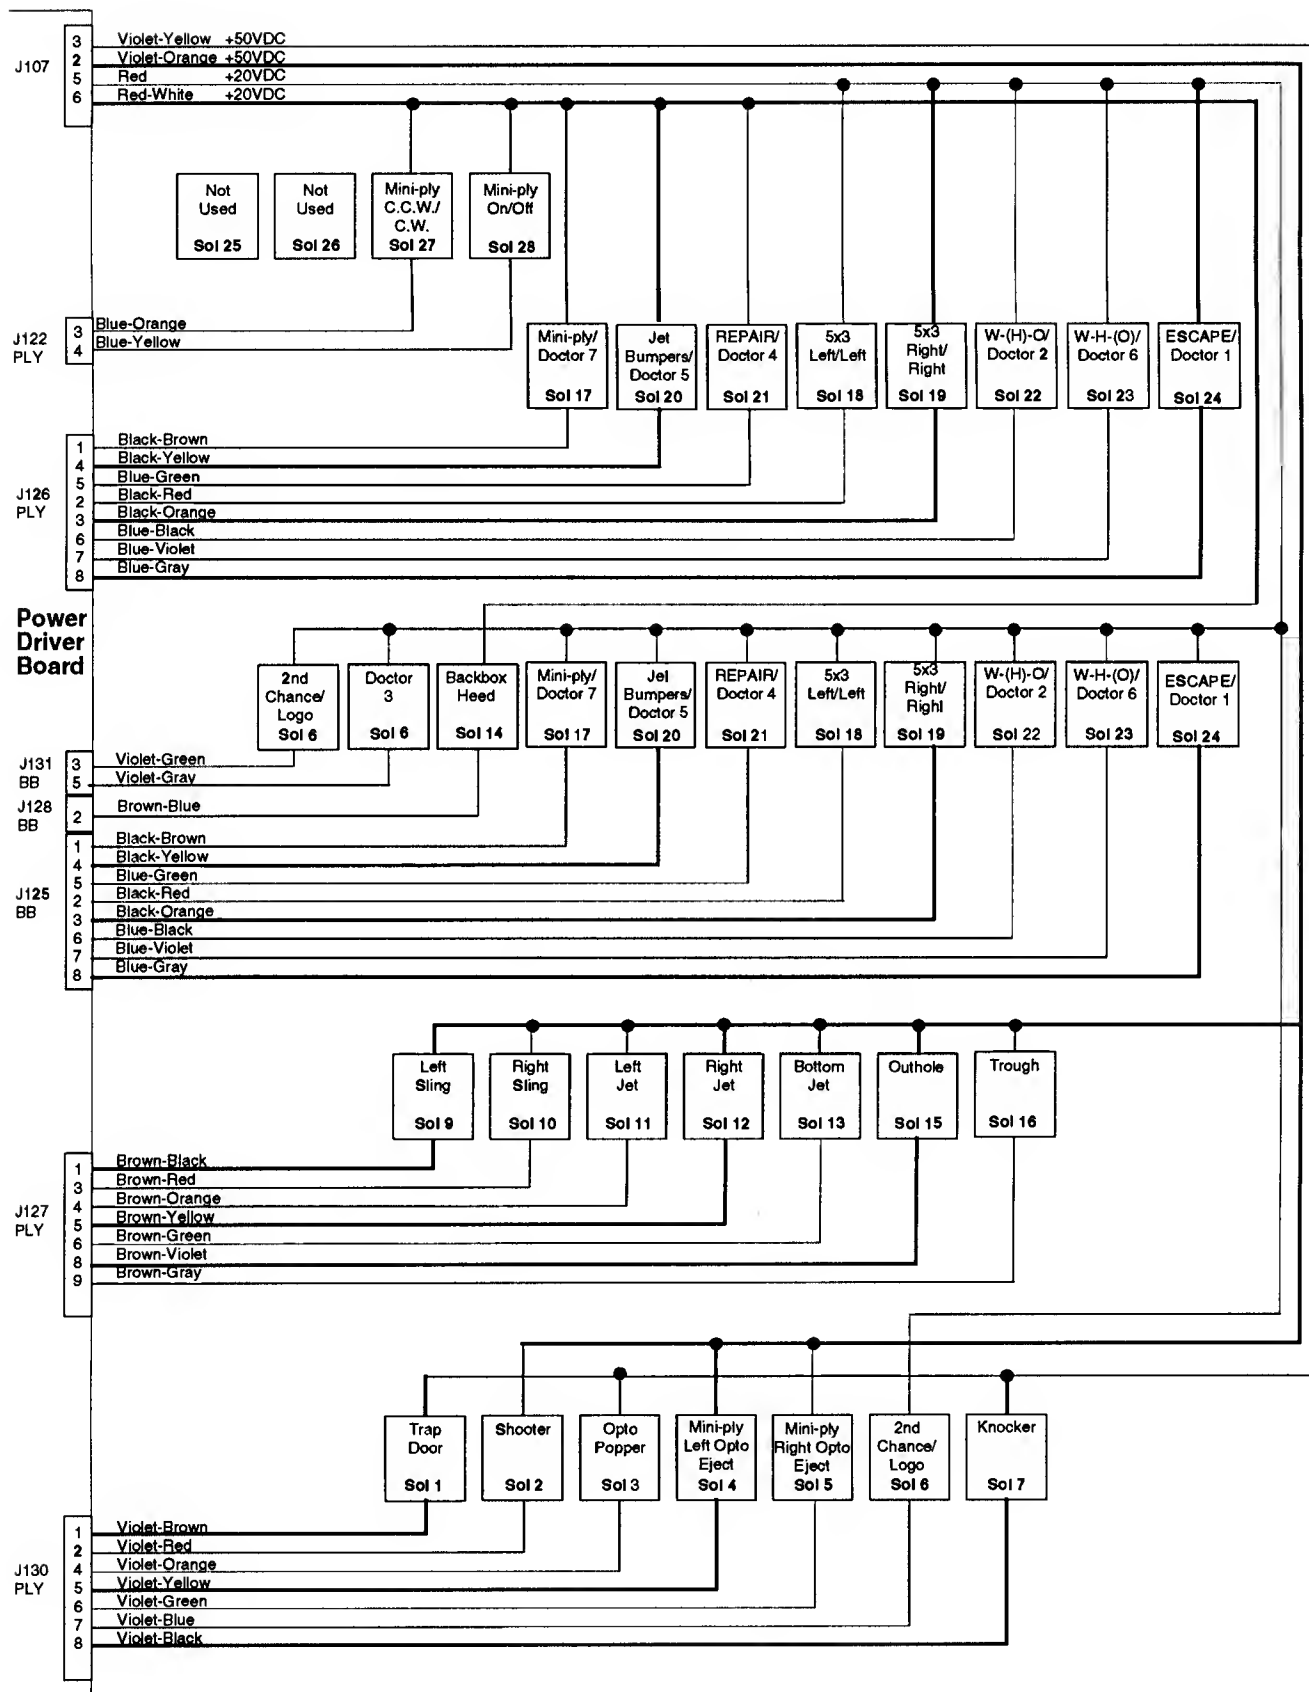 J107
3 Violet-Yellow +50VDC
2 Violet-Orange +50VDC
5 Red +20VDC
6 Red-White +20VDC
Not
Used
Sol 25
Not
Used
Sol 26
Mini-ply
C.C.W./
C.W.
Sol 27
Mini-ply
On/Off
Sol 28
J122
PLY
3 Blue-Orange
4 Blue-Yellow
Mini-ply/
Doctor 7
Sol 17
Jet
Bumpers/
Doctor 5
Sol 20
REPAIR/
Doctor 4
Sol 21
5x3
Left/Left
Sol 18
5x3
Right/
Right
Sol 19
W-(H)-O/
Doctor 2
Sol 22
W-H-(O)/
Doctor 6
Sol 23
ESCAPE/
Doctor 1
Sol 24
J126
PLY
1 Black-Brown
4 Black-Yellow
5 Blue-Green
2 Black-Red
3 Black-Orange
6 Blue-Black
7 Blue-Violet
8 Blue-Gray
Power
Driver
Board
2nd
Chance/
Logo
Sol 6
Doctor
3
Sol 6
Backbox
Heed
Sol 14
Mini-ply/
Doctor 7
Sol 17
Jet
Bumpers/
Doctor 5
Sol 20
REPAIR/
Doctor 4
Sol 21
5x3
Left/Left
Sol 18
5x3
Right/
Right
Sol 19
W-(H)-O/
Doctor 2
Sol 22
W-H-(O)/
Doctor 6
Sol 23
ESCAPE/
Doctor 1
Sol 24
J131
BB
3 Violet-Green
5 Violet-Gray
J128
BB
2 Brown-Blue
J125
BB
1 Black-Brown
4 Black-Yellow
5 Blue-Green
2 Black-Red
3 Black-Orange
6 Blue-Black
7 Blue-Violet
8 Blue-Gray
Left
Sling
Sol 9
Right
Sling
Sol 10
Left
Jet
Sol 11
Right
Jet
Sol 12
Bottom
Jet
Sol 13
Outhole
Sol 15
Trough
Sol 16
J127
PLY
1 Brown-Black
3 Brown-Red
4 Brown-Orange
5 Brown-Yellow
6 Brown-Green
8 Brown-Violet
9 Brown-Gray
Trap
Door
Sol 1
Shooter
Sol 2
Opto
Popper
Sol 3
Mini-ply
Left Opto
Eject
Sol 4
Mini-ply
Right Opto
Eject
Sol 5
2nd
Chance/
Logo
Sol 6
Knocker
Sol 7
J130
PLY
1 Violet-Brown
2 Violet-Red
4 Violet-Orange
5 Violet-Yellow
6 Violet-Green
7 Violet-Blue
8 Violet-Black